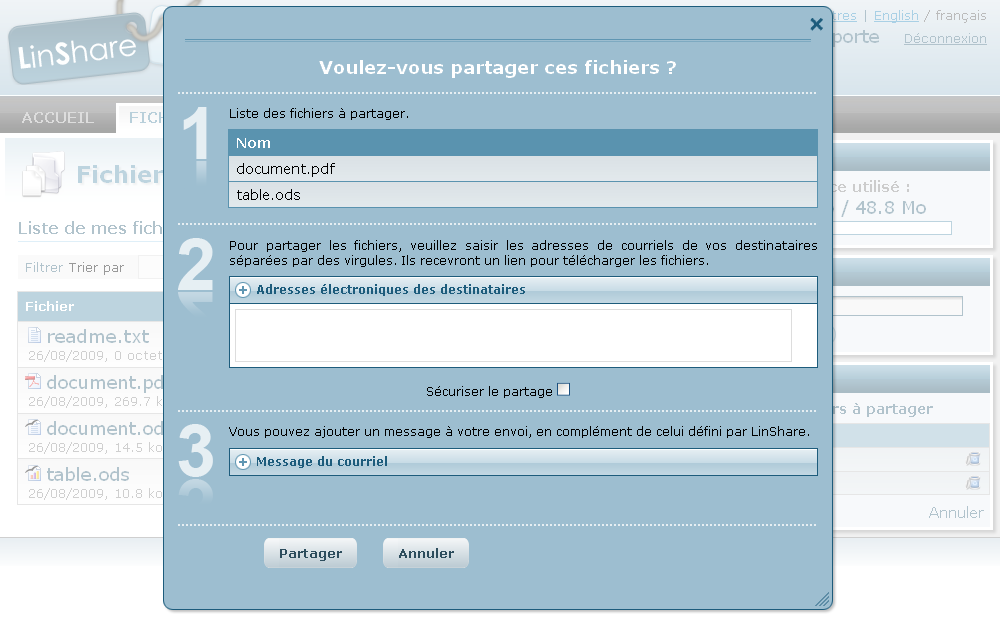 LinShare
tres | English / français
porte Déconnexion
ACCUEIL
FICH
Fichier
Liste de mes fich
Filtrer Trier par
Fichier
readme.txt
26/08/2009, 0 octet
document.pd
26/08/2009, 269.7 k
document.od
26/08/2009, 14.5 ko
table.ods
26/08/2009, 10.8 ko
Voulez-vous partager ces fichiers ?
1
Liste des fichiers à partager.
Nom
document.pdf
table.ods
2
Pour partager les fichiers, veuillez saisir les adresses de courriels de vos destinataires
séparées par des virgules. Ils recevront un lien pour télécharger les fichiers.
Adresses électroniques des destinataires
Sécuriser le partage
3
Vous pouvez ajouter un message à votre envoi, en complément de celui défini par LinShare.
Message du courriel
Partager
Annuler
ce utilisé :
/ 48.8 Mo
rs à partager
Annuler